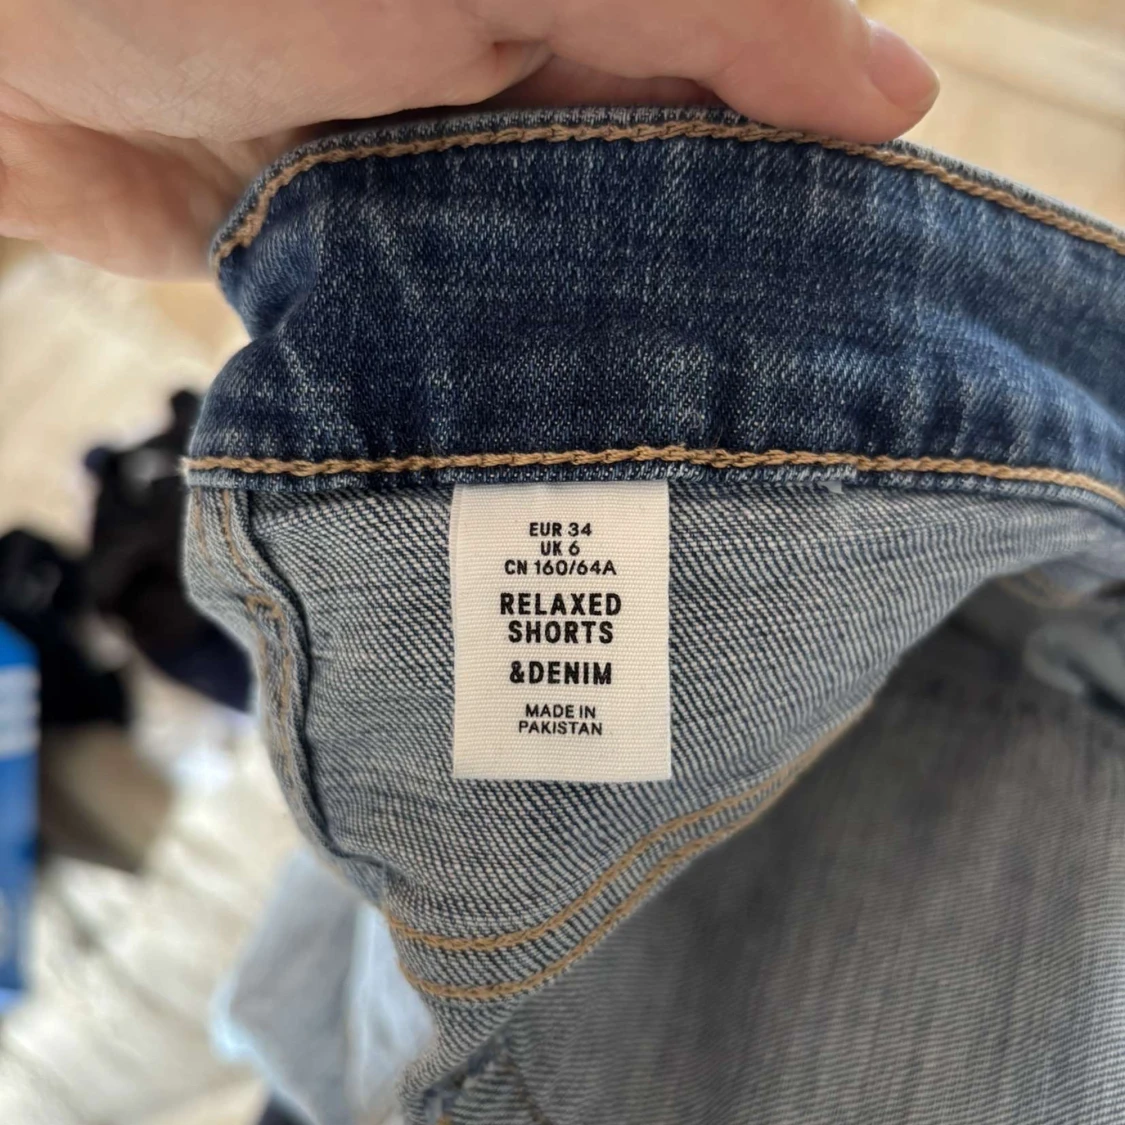 EUR 34
UK 6
CN 160/64A
RELAXED
SHORTS
&DENIM
MADE IN
PAKISTAN